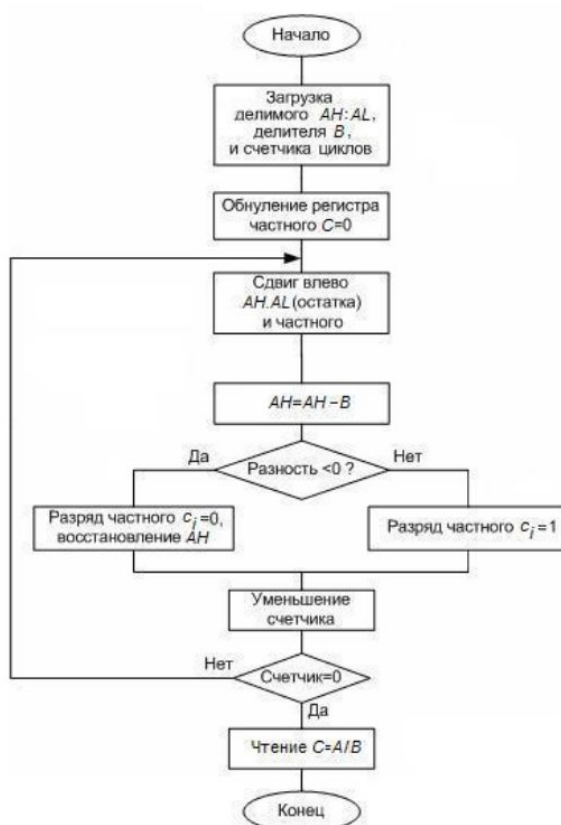 Начало
Загрузка
делимого AH:AL,
делителя B,
и счетчика циклов
Обнуление регистра
частного C=0
Сдвиг влево
AH.AL(остатка)
и частного
AH=AH-B
Да
Разность <0 ?
Нет
Разряд частного ci=0,
восстановление AH
Разряд частного ci=1
Уменьшение
счетчика
Нет
Счетчик=0
Да
Чтение C=A/B
Конец